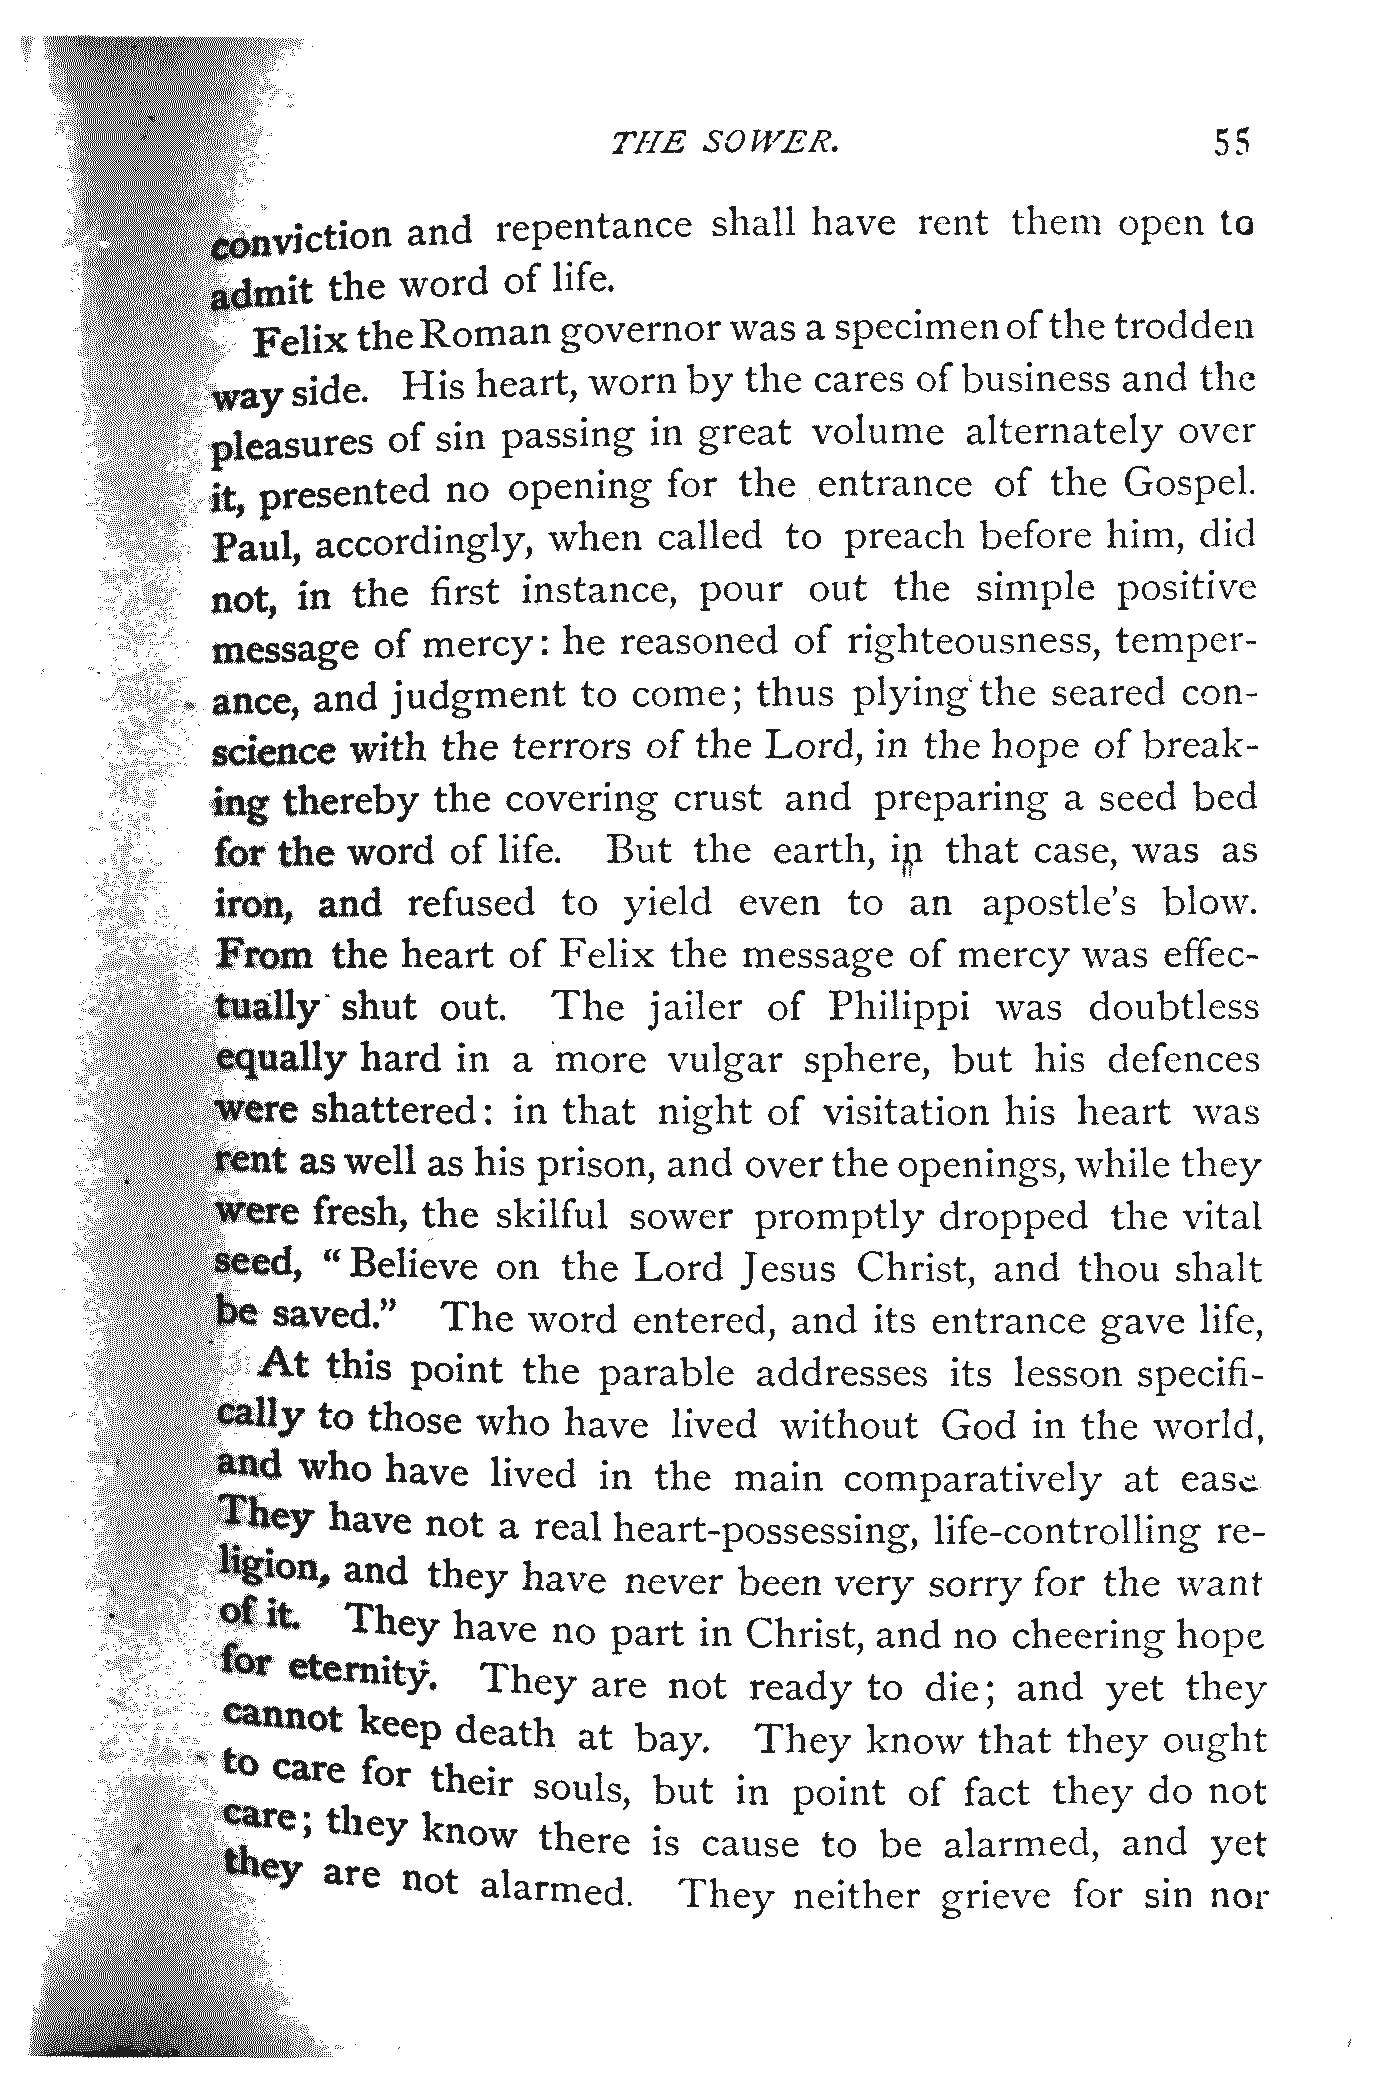 THE SOWER. 55
conviction and repentance shall have rent them open to
admit the word of life.
Felix the Roman governor was a specimen of the trodden
way side. His heart, worn by the cares of business and the
pleasures of sin passing in great volume alternately over
it, presented no opening for the entrance of the Gospel.
Paul, accordingly, when called to preach before him, did
not, in the first instance, pour out the simple positive
message of mercy: he reasoned of righteousness, temper-
ance, and judgment to come; thus plying the seared con-
science with the terrors of the Lord, in the hope of break-
ing thereby the covering crust and preparing a seed bed
for the word of life. But the earth, in that case, was as
iron, and refused to yield even to an apostle's blow.
From the heart of Felix the message of mercy was effec-
tually shut out. The jailer of Philippi was doubtless
equally hard in a more vulgar sphere, but his defences
were shattered: in that night of visitation his heart was
rent as well as his prison, and over the openings, while they
were fresh, the skilful sower promptly dropped the vital
seed, "Believe on the Lord Jesus Christ, and thou shalt
be saved." The word entered, and its entrance gave life,
At this point the parable addresses its lesson specifi-
cally to those who have lived without God in the world,
and who have lived in the main comparatively at ease
They have not a real heart-possessing, life-controlling re-
ligion, and they have never been very sorry for the want
of it. They have no part in Christ, and no cheering hope
for eternity. They are not ready to die; and yet they
cannot keep death at bay. They know that they ought
to care for their souls, but in point of fact they do not
care; they know there is cause to be alarmed, and yet
they are not alarmed. They neither grieve for sin nor